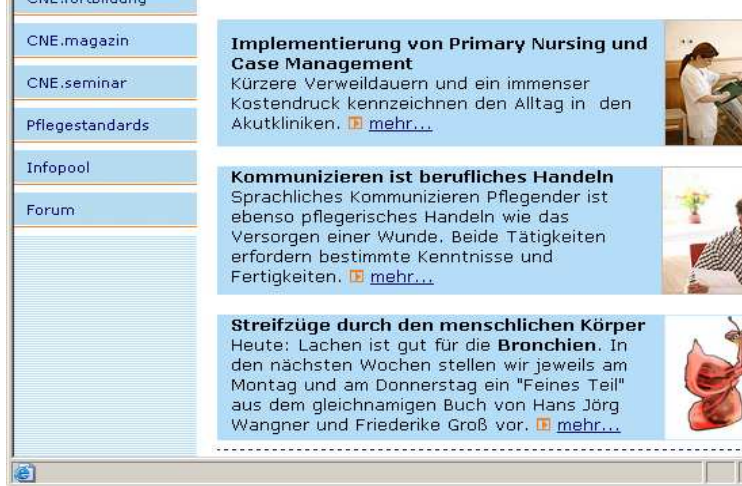 CNE.fortbildung
CNE.magazin
CNE.seminar
Pflegestandards
Infopool
Forum
Implementierung von Primary Nursing und
Case Management
Kürzere Verweildauern und ein immenser
Kostendruck kennzeichnen den Alltag in den
Akutkliniken. mehr...
Kommunizieren ist berufliches Handeln
Sprachliches Kommunizieren Pflegender ist
ebenso pflegerisches Handeln wie das
Versorgen einer Wunde. Beide Tätigkeiten
erfordern bestimmte Kenntnisse und
Fertigkeiten. mehr...
Streifzüge durch den menschlichen Körper
Heute: Lachen ist gut für die Bronchien. In
den nächsten Wochen stellen wir jeweils am
Montag und am Donnerstag ein "Feines Teil"
aus dem gleichnamigen Buch von Hans Jörg
Wangner und Friederike Groß vor. mehr...